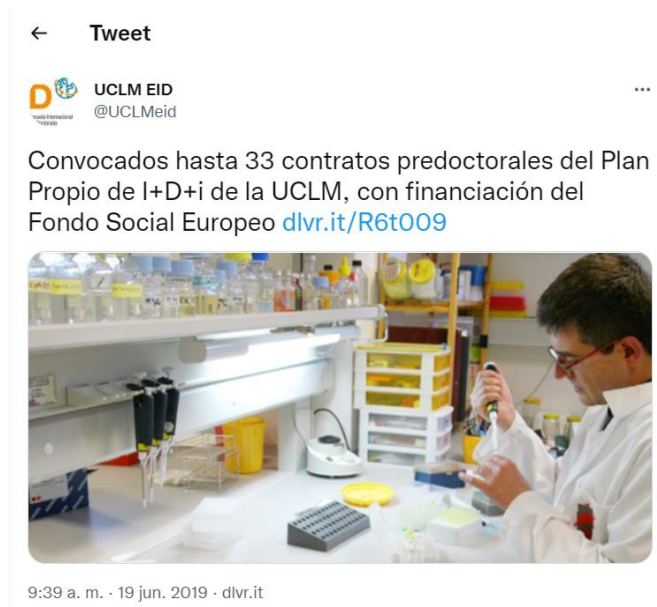 Tweet
UCLM EID
@UCLMeid
Convocados hasta 33 contratos predoctorales del Plan
Propio de I+D+i de la UCLM, con financiación del
Fondo Social Europeo dlvr.it/R6t009
9:39 a. m. · 19 jun. 2019 · dlvr.it